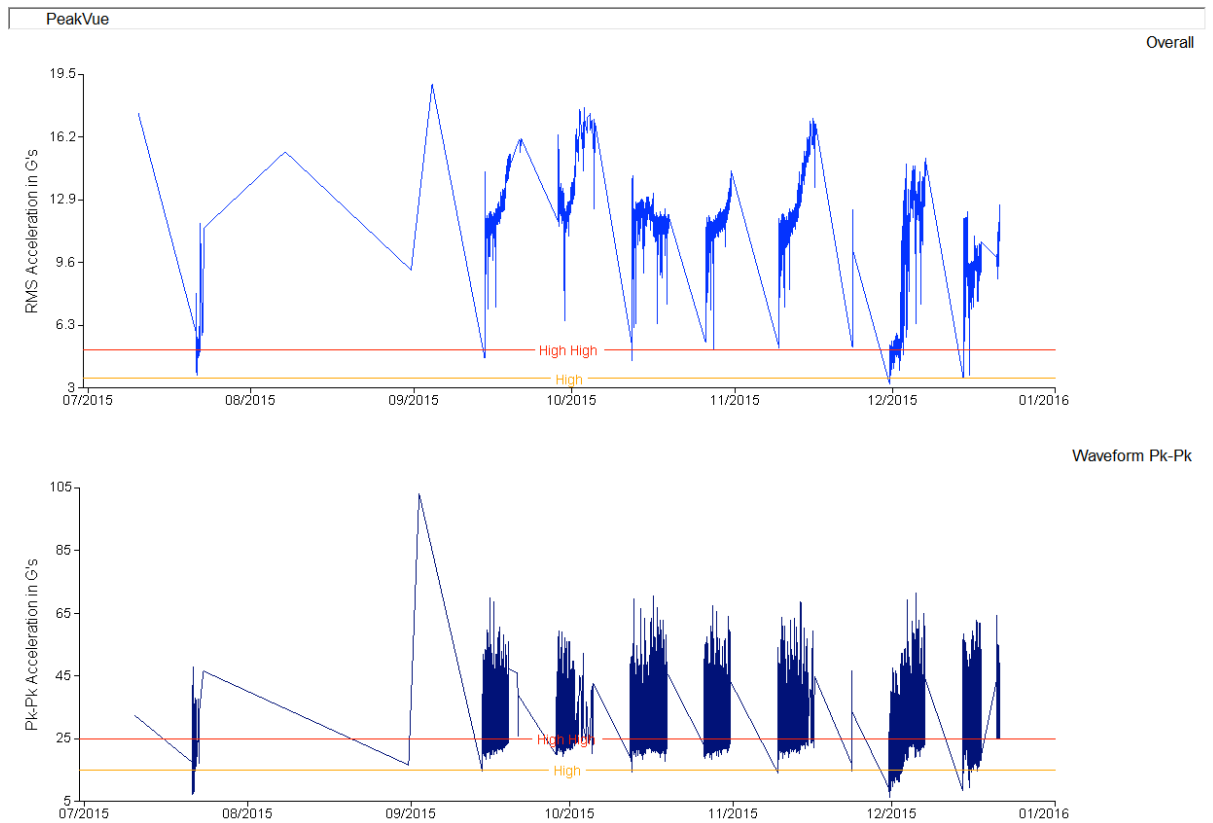 PeakVue
Overall
19.5
16.2
12.9
9.6
6.3
3
RMS Acceleration in G's
High High
High
07/2015 08/2015 09/2015 10/2015 11/2015 12/2015 01/2016
Waveform Pk-Pk
105
85
65
45
25
15
5
Pk-Pk Acceleration in G's
High High
High
07/2015 08/2015 09/2015 10/2015 11/2015 12/2015 01/2016